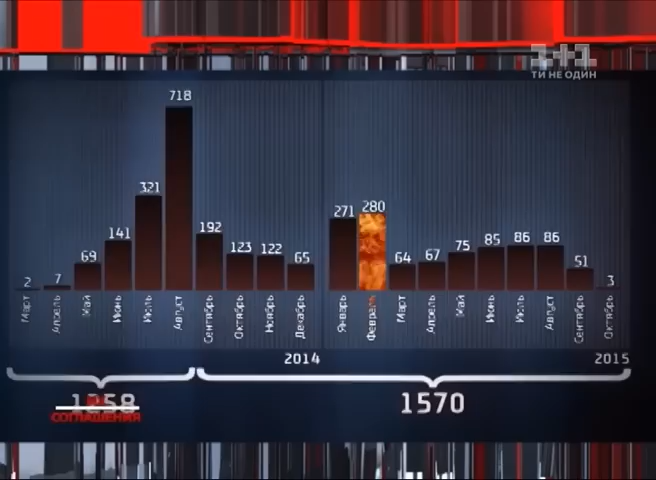 1+1
ТИ НЕ ОДИН
718
321
271
280
192
141
123
122
69
65
64
67
75
85
86
86
51
7
2
3
Март
Апрель
Май
Июнь
Июль
Август
Сентябрь
Октябрь
Ноябрь
Декабрь
Январь
Февраль
Март
Апрель
Май
Июнь
Июль
Август
Сентябрь
Октябрь
2014
2015
1258
1570
СОГЛАШЕНИЯ